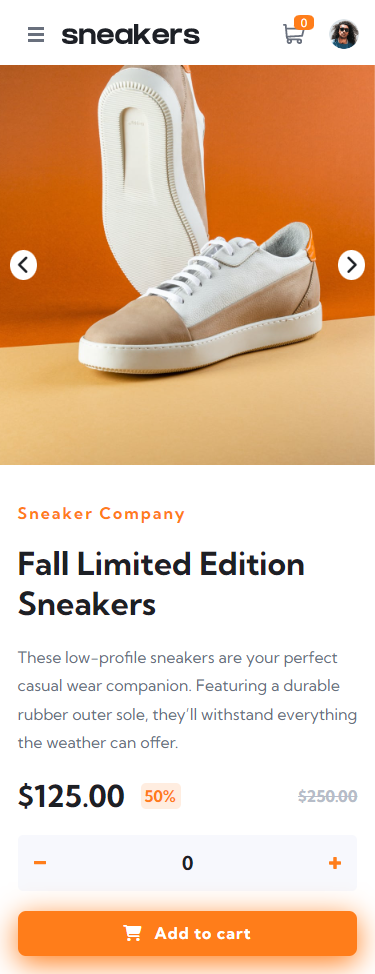 sneakers
0
Sneaker Company
Fall Limited Edition
Sneakers
These low-profile sneakers are your perfect
casual wear companion. Featuring a durable
rubber outer sole, they'll withstand everything
the weather can offer.
$125.00 50% $250.00
0
Add to cart